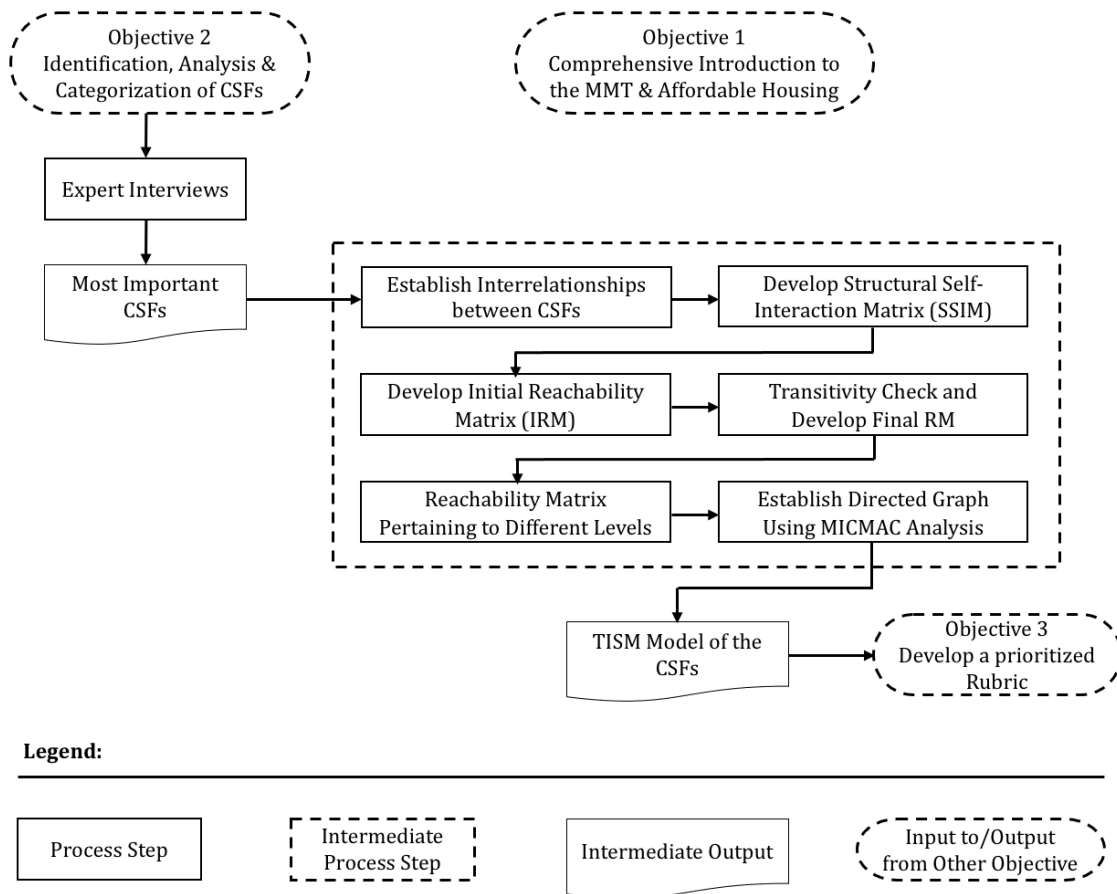 Objective 2
Identification, Analysis &
Categorization of CSFs
Objective 1
Comprehensive Introduction to
the MMT & Affordable Housing
Expert Interviews
Most Important
CSFs
Establish Interrelationships
between CSFs
Develop Structural Self-
Interaction Matrix (SSIM)
Develop Initial Reachability
Matrix (IRM)
Transitivity Check and
Develop Final RM
Reachability Matrix
Pertaining to Different Levels
Establish Directed Graph
Using MICMAC Analysis
TISM Model of the
CSFs
Objective 3
Develop a prioritized
Rubric
Legend:
Process Step
Intermediate
Process Step
Intermediate Output
Input to/Output
from Other Objective